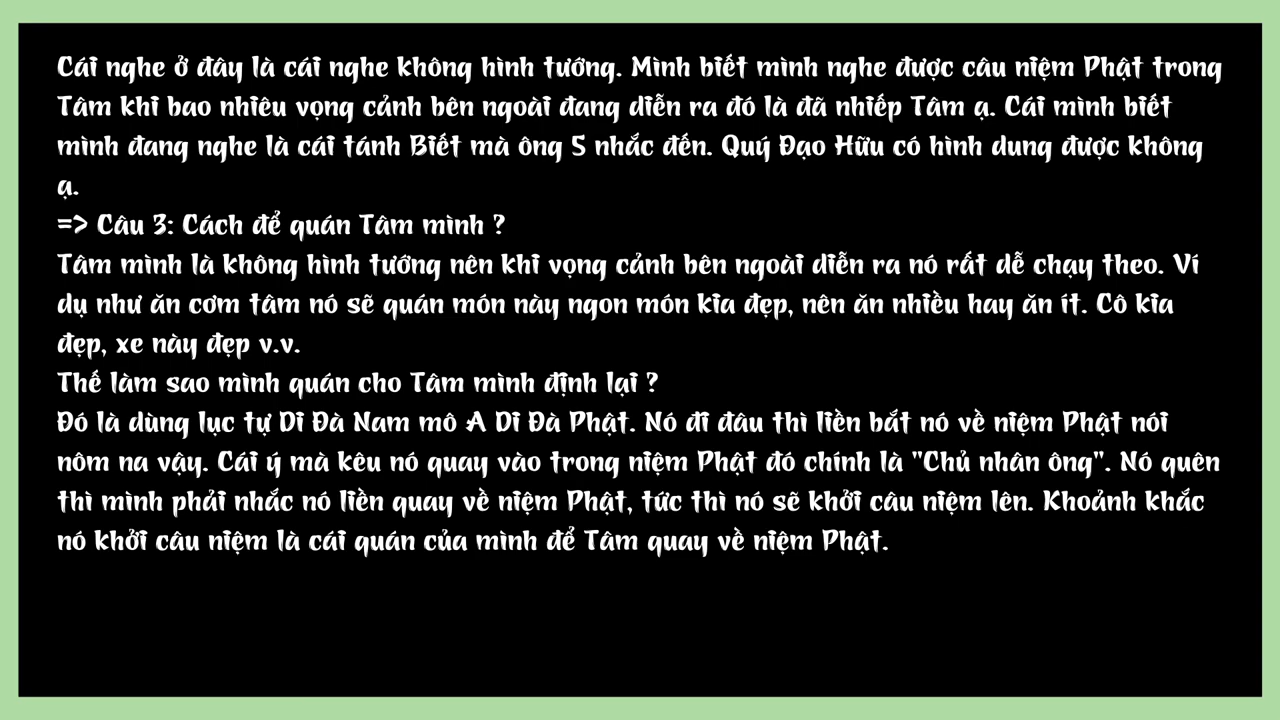 Cái nghe ở đây là cái nghe không hình tướng. Mình biết mình nghe được câu niệm Phật trong
Tâm khi bao nhiêu vọng cảnh bên ngoài đang diễn ra đó là đã nhiếp Tâm ạ. Cái mình biết
mình đang nghe là cái tánh Biết mà ông 5 nhắc đến. Quý Đạo Hữu có hình dung được không
ạ.
=> Câu 3: Cách để quán Tâm mình ?
Tâm mình là không hình tướng nên khi vọng cảnh bên ngoài diễn ra nó rất dễ chạy theo. Ví
dụ như ăn cơm tâm nó sẽ quán món này ngon món kia đẹp, nên ăn nhiều hay ăn ít. Cô kia
đẹp, xe này đẹp v.v.
Thế làm sao mình quán cho Tâm mình định lại ?
Đó là dùng lục tự Di Đà Nam mô A Di Đà Phật. Nó đi đâu thì liền bắt nó về niệm Phật nói
nôm na vậy. Cái ý mà kêu nó quay vào trong niệm Phật đó chính là "Chủ nhân ông". Nó quên
thì mình phải nhắc nó liền quay về niệm Phật, tức thì nó sẽ khởi câu niệm lên. Khoảnh khắc
nó khởi câu niệm là cái quán của mình để Tâm quay về niệm Phật.